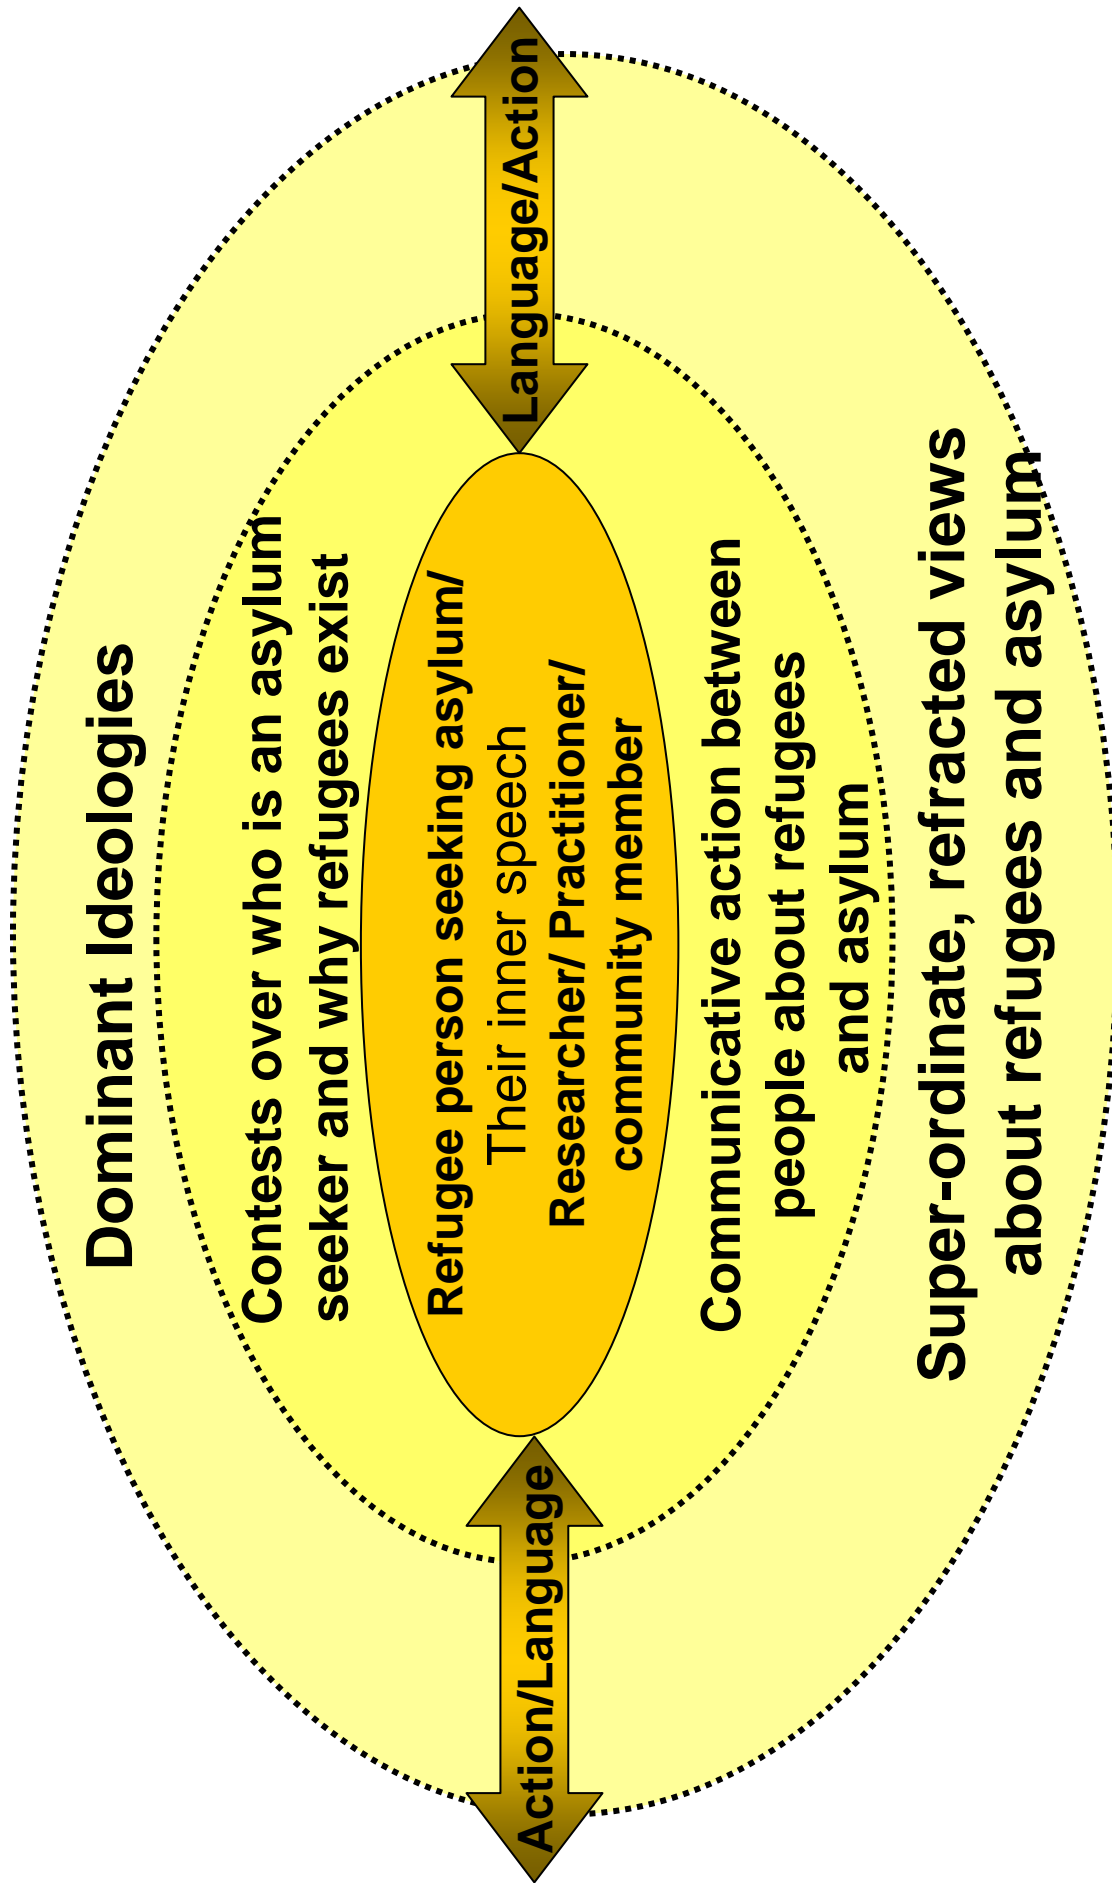 Dominant Ideologies
Contests over who is an asylum
seeker and why refugees exist
Refugee person seeking asylum/
Their inner speech
Researcher/ Practitioner/
community member
Action/Language
Language/Action
Communicative action between
people about refugees
and asylum
Super-ordinate, refracted views
about refugees and asylum